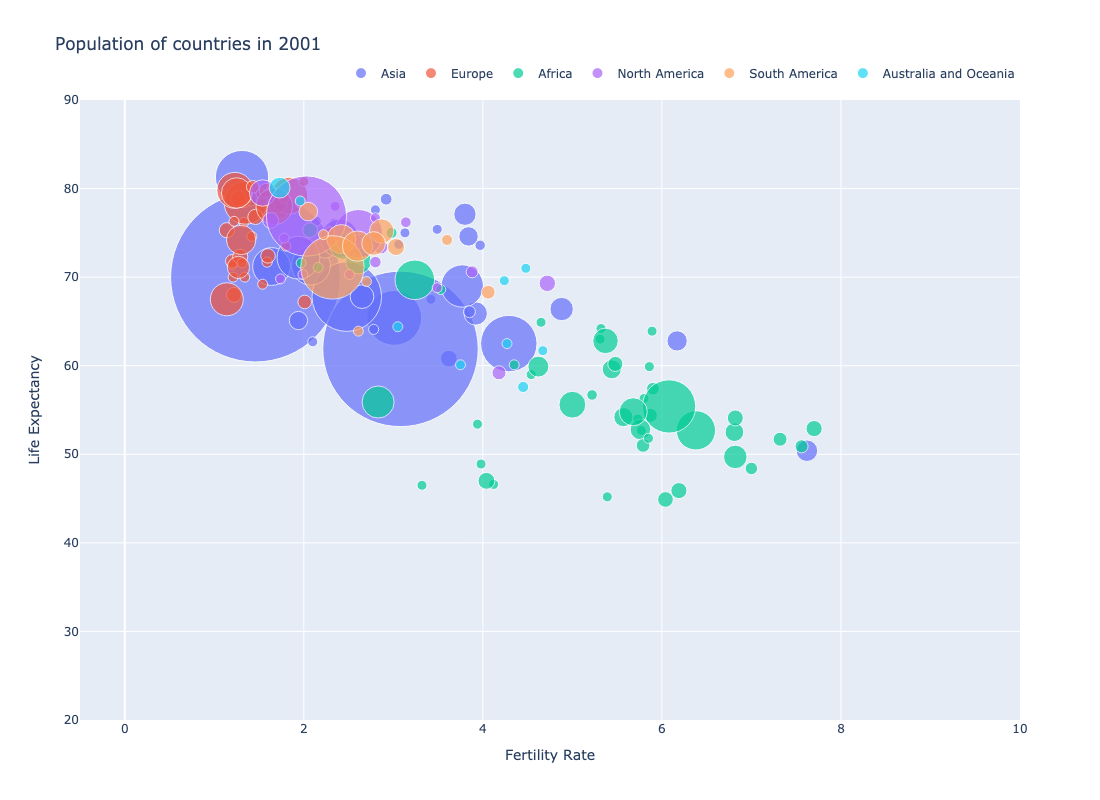 Population of countries in 2001
Asia Europe Africa North America South America Australia and Oceania
90
80
70
60
50
40
30
20
Life Expectancy
0 2 4 6 8 10
Fertility Rate